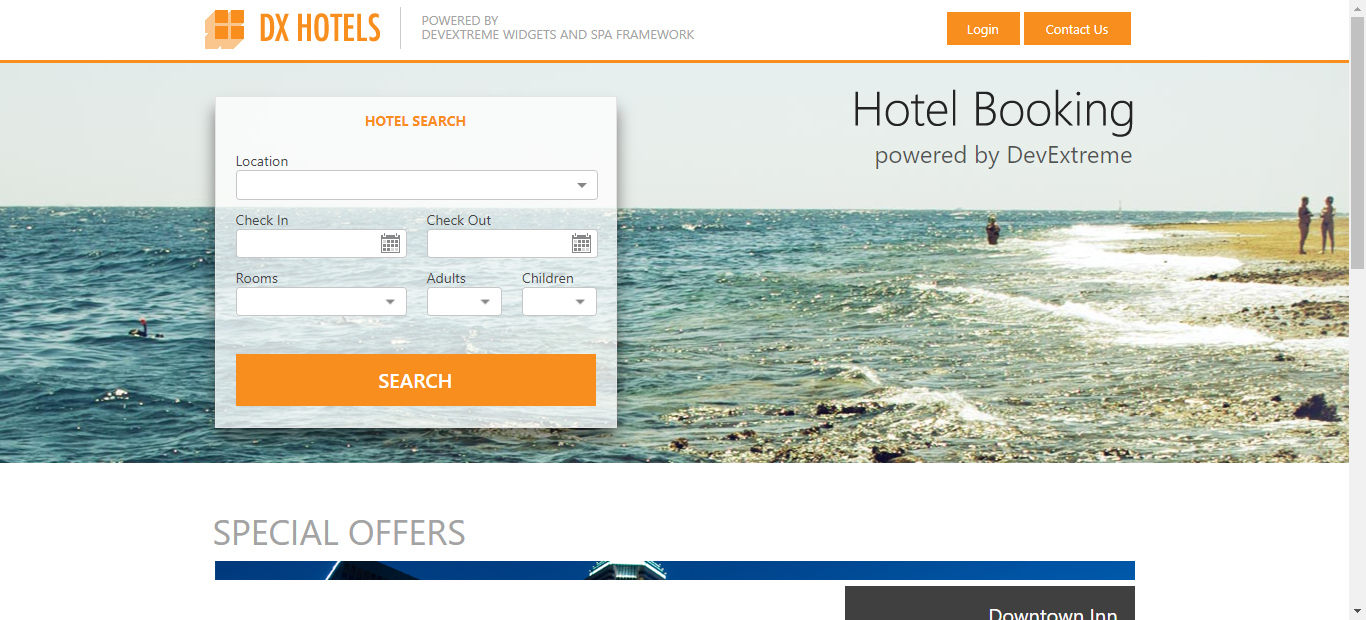 DX HOTELS
POWERED BY
DEVEXTREME WIDGETS AND SPA FRAMEWORK
Login
Contact Us
Hotel Booking
powered by DevExtreme
HOTEL SEARCH
Location
Check In
Check Out
Rooms
Adults
Children
SEARCH
SPECIAL OFFERS
Downtown Inn